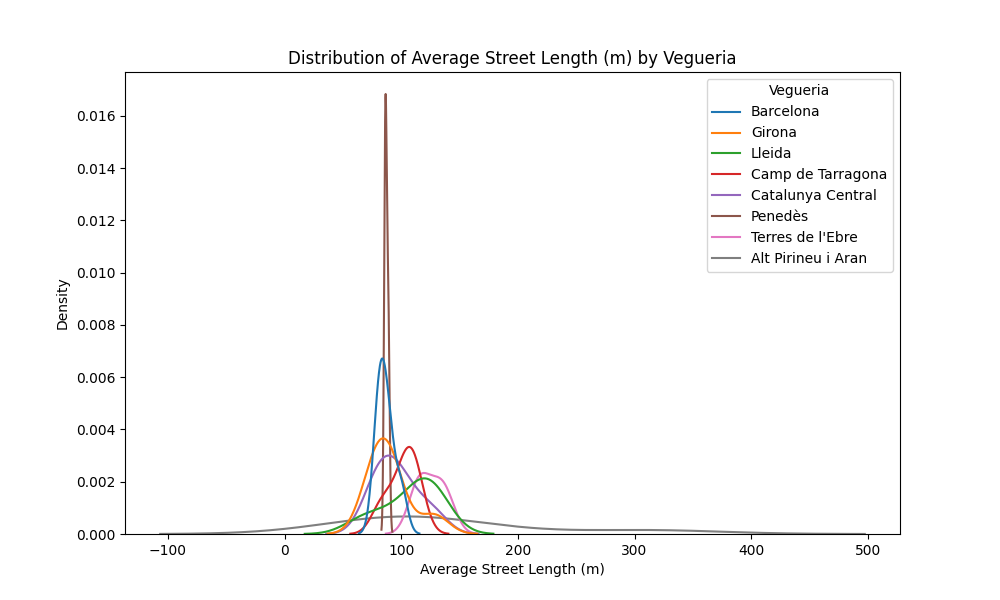 Distribution of Average Street Length (m) by Vegueria
Vegueria
Barcelona
Girona
Lleida
Camp de Tarragona
Catalunya Central
Penedès
Terres de l'Ebre
Alt Pirineu i Aran
Density
0.016
0.014
0.012
0.010
0.008
0.006
0.004
0.002
0.000
−100
0
100
200
300
400
500
Average Street Length (m)